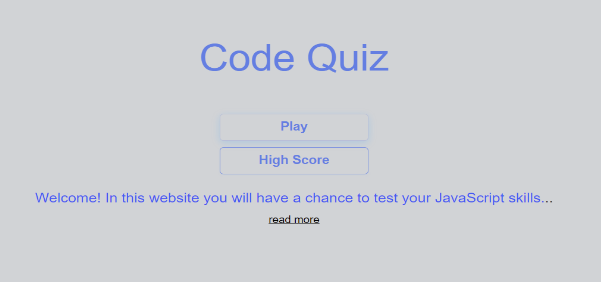 Code Quiz
Play
High Score
Welcome! In this website you will have a chance to test your JavaScript skills...
read more